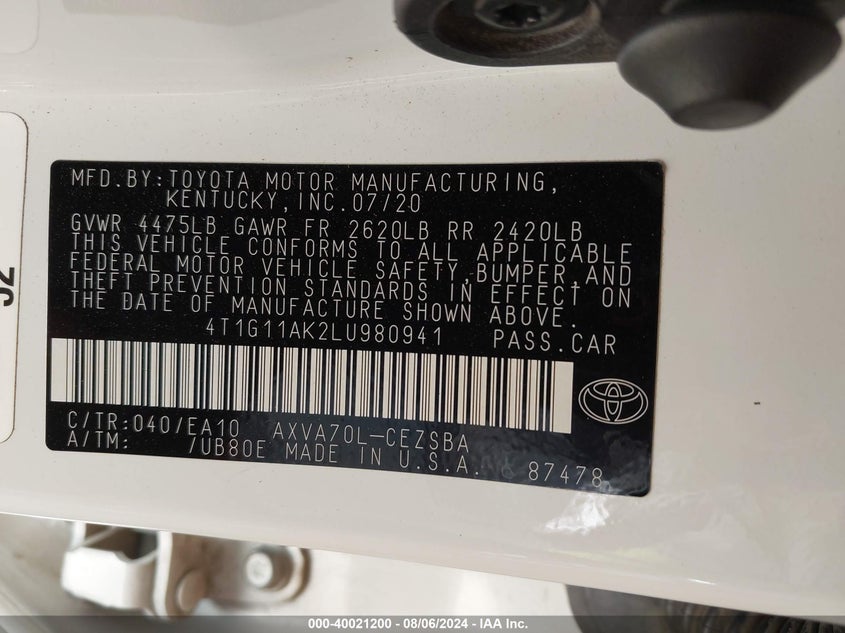 MFD.BY:TOYOTA MOTOR MANUFACTURING,
KENTUCKY,INC.07/20
GVWR 4475LB GAWR FR 2620LB RR 2420LB
THIS VEHICLE CONFORMS TO ALL APPLICABLE
FEDERAL MOTOR VEHICLE SAFETY,BUMPER,AND
THEFT PREVENTION STANDARDS IN EFFECT ON
THE DATE OF MANUFACTURE SHOWN ABOVE.
4T1G11AK2LU980941 PASS.CAR
C/TR:040/EA10 AXVA70L-CEZSBA
A/TM: /UB80E MADE IN U.S.A. 87478
000-40021200 - 08/06/2024 - IAA Inc.